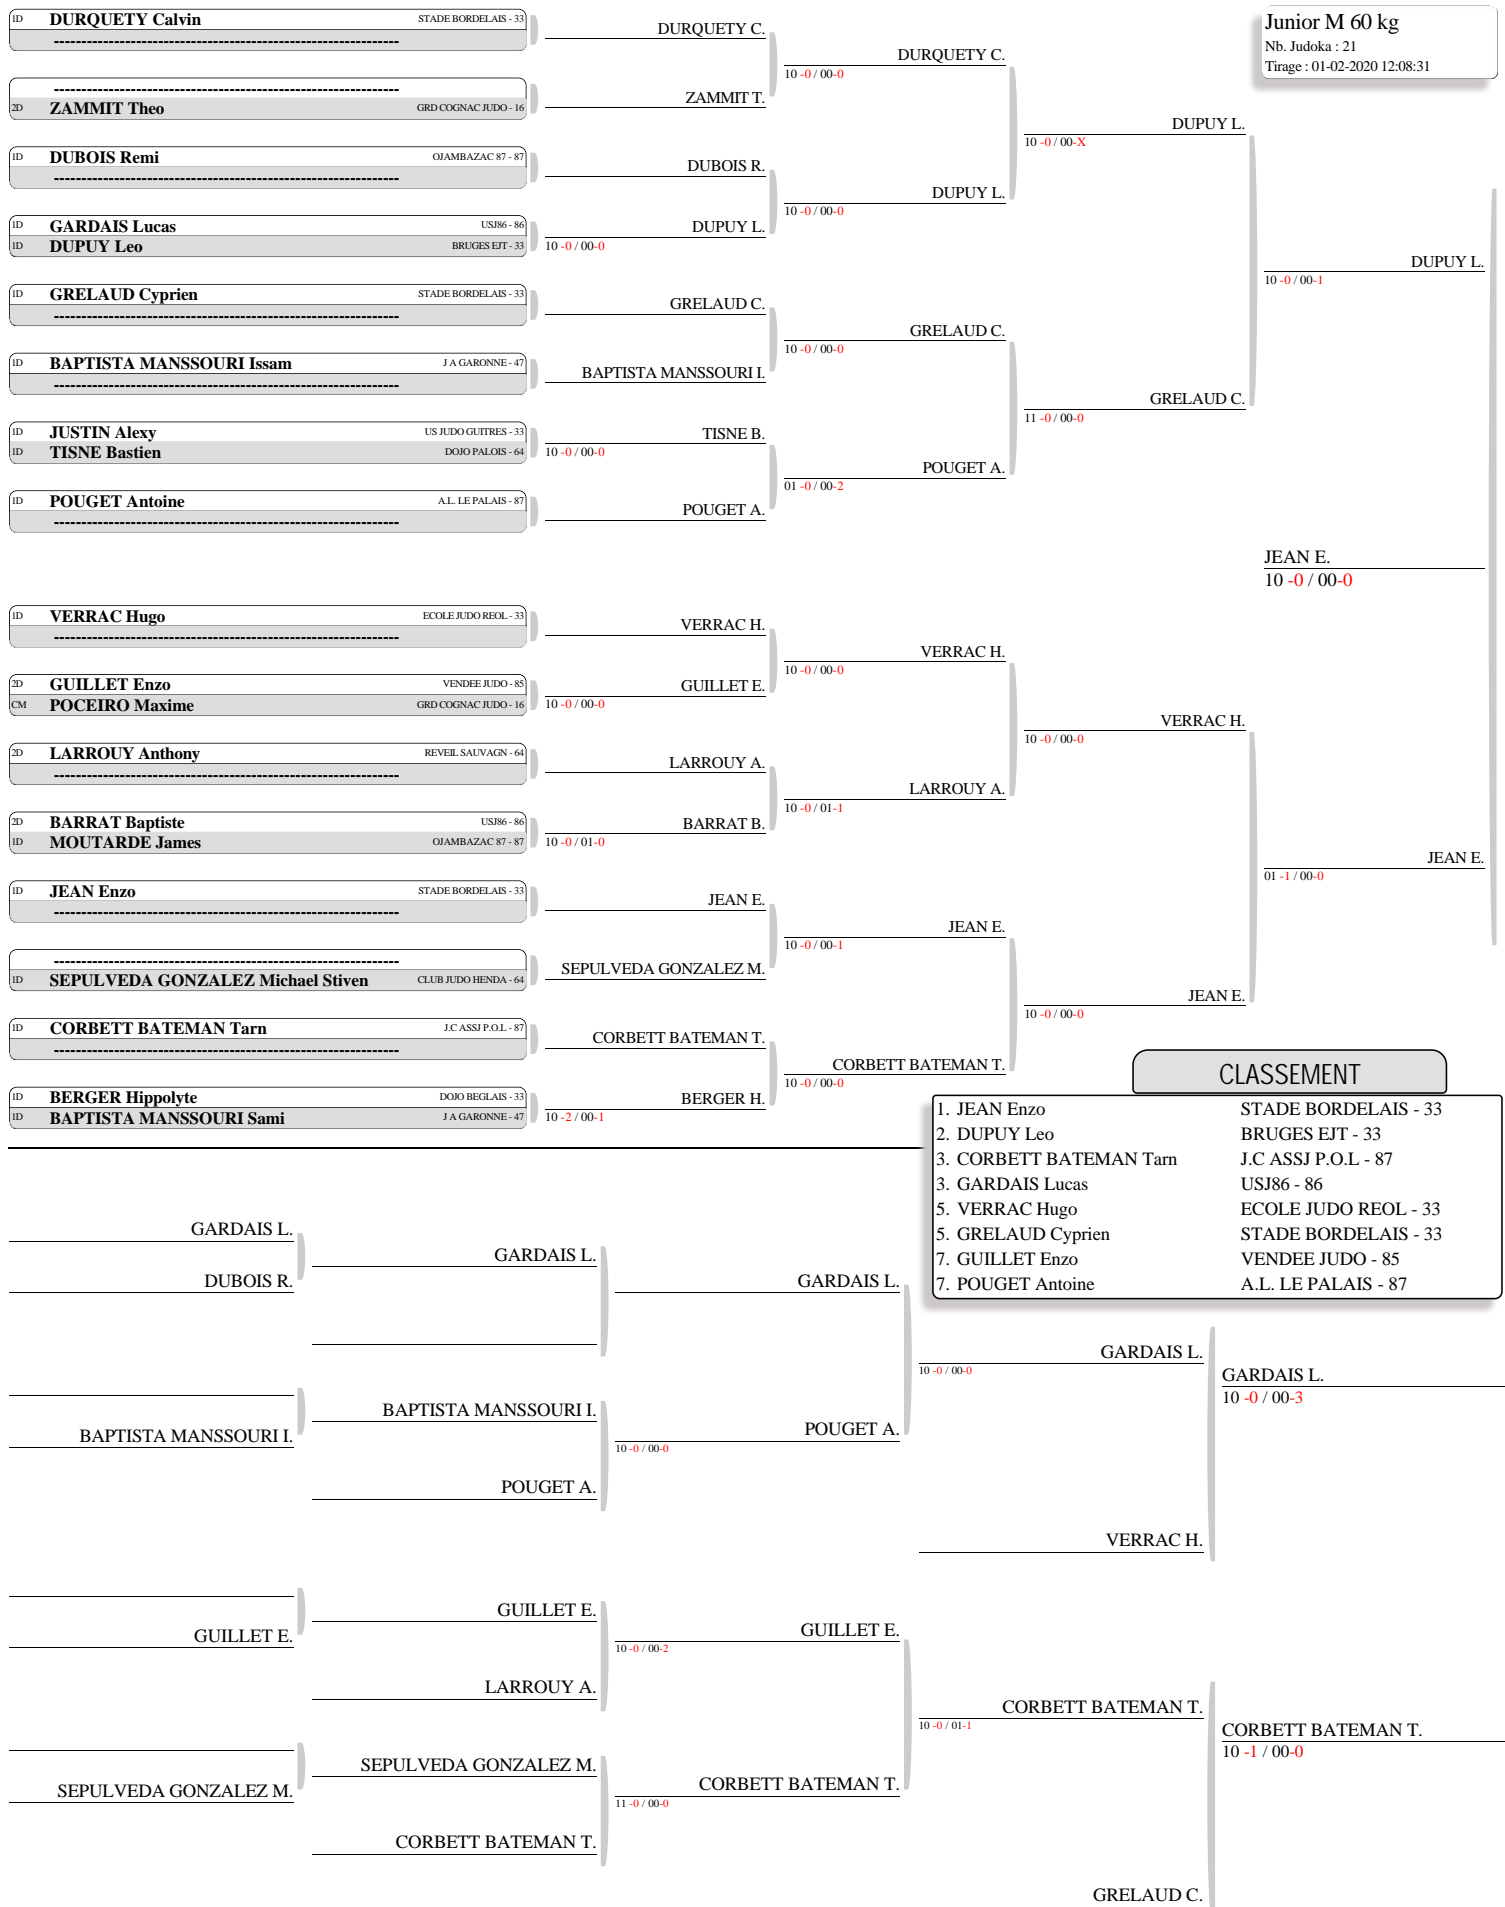 Junior M 60 kg
Nb. Judoka : 21
Tirage : 01-02-2020 12:08:31
1D DURQUETY Calvin STADE BORDELAIS - 33
----------------------------------------------------------------
----------------------------------------------------------------
2D ZAMMIT Theo GRD COGNAC JUDO - 16
1D DUBOIS Remi OJAMBAZAC 87 - 87
----------------------------------------------------------------
1D GARDAIS Lucas USJ86 - 86
1D DUPUY Leo BRUGES EJT - 33
1D GRELAUD Cyprien STADE BORDELAIS - 33
----------------------------------------------------------------
1D BAPTISTA MANSSOURI Issam J A GARONNE - 47
----------------------------------------------------------------
1D JUSTIN Alexy US JUDO GUITRES - 33
1D TISNE Bastien DOJO PALOIS - 64
1D POUGET Antoine A.L. LE PALAIS - 87
----------------------------------------------------------------
1D VERRAC Hugo ECOLE JUDO REOL - 33
----------------------------------------------------------------
2D GUILLET Enzo VENDEE JUDO - 85
CM POCEIRO Maxime GRD COGNAC JUDO - 16
2D LARROUY Anthony REVEIL SAUVAGN - 64
----------------------------------------------------------------
2D BARRAT Baptiste USJ86 - 86
1D MOUTARDE James OJAMBAZAC 87 - 87
1D JEAN Enzo STADE BORDELAIS - 33
----------------------------------------------------------------
----------------------------------------------------------------
1D SEPULVEDA GONZALEZ Michael Stiven CLUB JUDO HENDA - 64
1D CORBETT BATEMAN Tarn J.C ASSJ P.O.L - 87
----------------------------------------------------------------
1D BERGER Hippolyte DOJO BEGLAIS - 33
1D BAPTISTA MANSSOURI Sami J A GARONNE - 47
DURQUETY C.
ZAMMIT T.
DUBOIS R.
DUPUY L.
10 -0 / 00-0
GRELAUD C.
BAPTISTA MANSSOURI I.
TISNE B.
10 -0 / 00-0
POUGET A.
VERRAC H.
GUILLET E.
10 -0 / 00-0
LARROUY A.
BARRAT B.
10 -0 / 01-0
JEAN E.
SEPULVEDA GONZALEZ M.
CORBETT BATEMAN T.
BERGER H.
10 -2 / 00-1
DURQUETY C.
10 -0 / 00-0
DUPUY L.
10 -0 / 00-0
GRELAUD C.
10 -0 / 00-0
POUGET A.
01 -0 / 00-2
VERRAC H.
10 -0 / 00-0
LARROUY A.
10 -0 / 01-1
JEAN E.
10 -0 / 00-1
CORBETT BATEMAN T.
10 -0 / 00-0
DUPUY L.
10 -0 / 00-X
GRELAUD C.
11 -0 / 00-0
VERRAC H.
10 -0 / 00-0
JEAN E.
10 -0 / 00-0
DUPUY L.
10 -0 / 00-1
JEAN E.
01 -1 / 00-0
JEAN E.
10 -0 / 00-0
CLASSEMENT
1. JEAN Enzo STADE BORDELAIS - 33
2. DUPUY Leo BRUGES EJT - 33
3. CORBETT BATEMAN Tarn J.C ASSJ P.O.L - 87
3. GARDAIS Lucas USJ86 - 86
5. VERRAC Hugo ECOLE JUDO REOL - 33
5. GRELAUD Cyprien STADE BORDELAIS - 33
7. GUILLET Enzo VENDEE JUDO - 85
7. POUGET Antoine A.L. LE PALAIS - 87
GARDAIS L.
DUBOIS R.
BAPTISTA MANSSOURI I.
GUILLET E.
SEPULVEDA GONZALEZ M.
GARDAIS L.
BAPTISTA MANSSOURI I.
POUGET A.
GUILLET E.
LARROUY A.
SEPULVEDA GONZALEZ M.
CORBETT BATEMAN T.
GARDAIS L.
POUGET A.
10 -0 / 00-0
GUILLET E.
10 -0 / 00-2
CORBETT BATEMAN T.
11 -0 / 00-0
GARDAIS L.
10 -0 / 00-0
VERRAC H.
CORBETT BATEMAN T.
10 -0 / 01-1
GRELAUD C.
GARDAIS L.
10 -0 / 00-3
CORBETT BATEMAN T.
10 -1 / 00-0